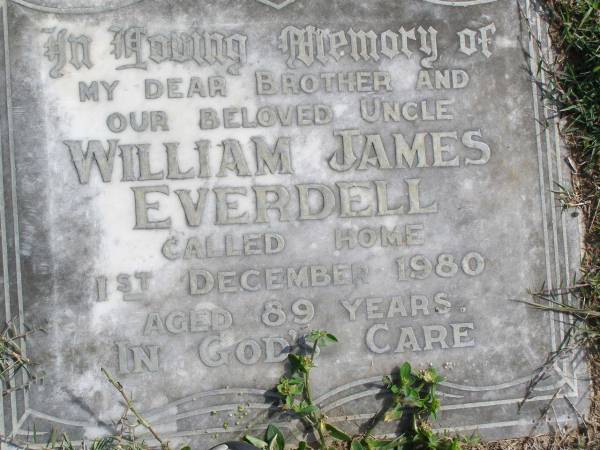 In Loving Memory of
MY DEAR BROTHER AND
OUR BELOVED UNCLE
WILLIAM JAMES
EVERDELL
CALLED HOME
1ST DECEMBER 1980
AGED 89 YEARS.
IN GOD'S CARE